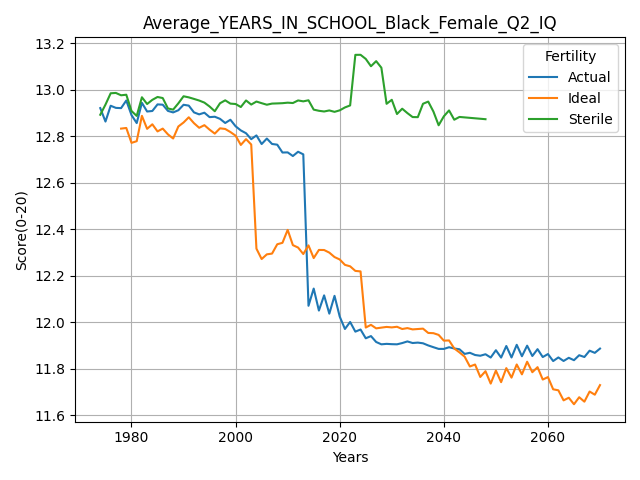 Average_YEARS_IN_SCHOOL_Black_Female_Q2_IQ
Fertility
Actual
Ideal
Sterile
Score(0-20)
13.2
13.0
12.8
12.6
12.4
12.2
12.0
11.8
11.6
1980 2000 2020 2040 2060
Years